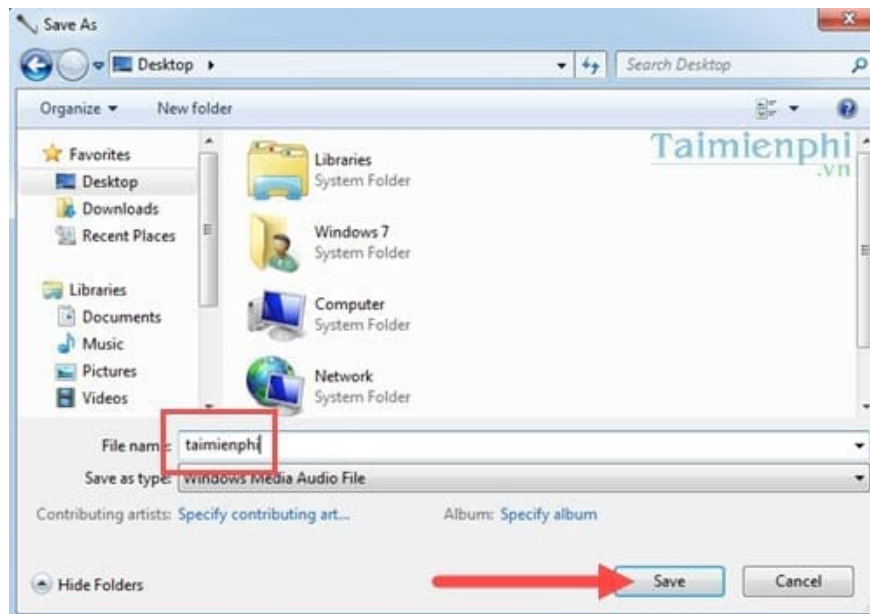 Save As
Desktop
Search Desktop
Organize
New folder
Taimienphi
.vn
Favorites
Desktop
Downloads
Recent Places
Libraries
Documents
Music
Pictures
Videos
Libraries
System Folder
Windows 7
System Folder
Computer
System Folder
Network
System Folder
File name: taimienphi
Save as type: Windows Media Audio File
Contributing artists: Specify contributing art... Album: Specify album
Hide Folders
Save
Cancel